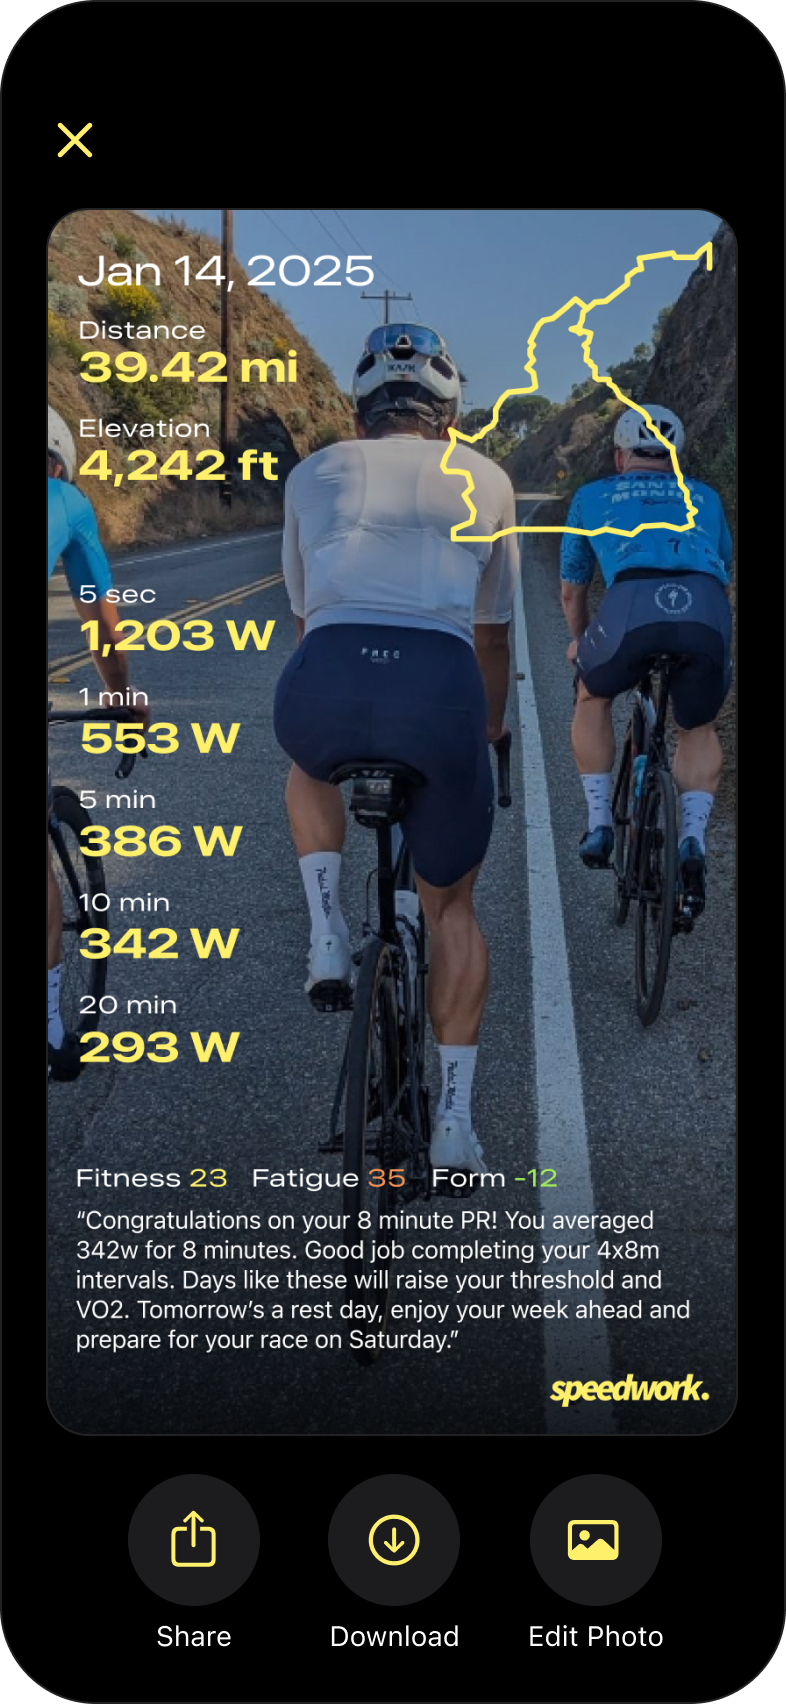 Jan 14, 2025
Distance
39.42 mi
Elevation
4,242 ft
KASK
SANTA
MONICA
5 sec
1,203 W
1 min
553 W
5 min
386 W
10 min
342 W
20 min
293 W
Fitness 23 Fatigue 35 Form -12
“Congratulations on your 8 minute PR! You averaged
342w for 8 minutes. Good job completing your 4x8m
intervals. Days like these will raise your threshold and
VO2. Tomorrow’s a rest day, enjoy your week ahead and
prepare for your race on Saturday.”
speedwork.
Share
Download
Edit Photo